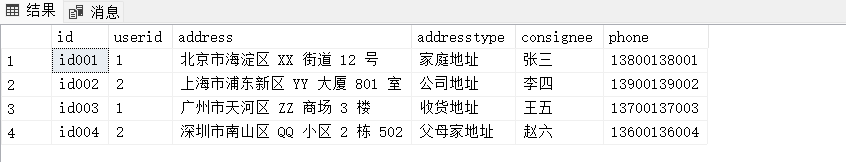 结果 消息
id userid address addresstype consignee phone
1 id001 1 北京市海淀区 XX 街道 12 号 家庭地址 张三 13800138001
2 id002 2 上海市浦东新区 YY 大厦 801 室 公司地址 李四 13900139002
3 id003 1 广州市天河区 ZZ 商场 3 楼 收货地址 王五 13700137003
4 id004 2 深圳市南山区 QQ 小区 2 栋 502 父母家地址 赵六 13600136004